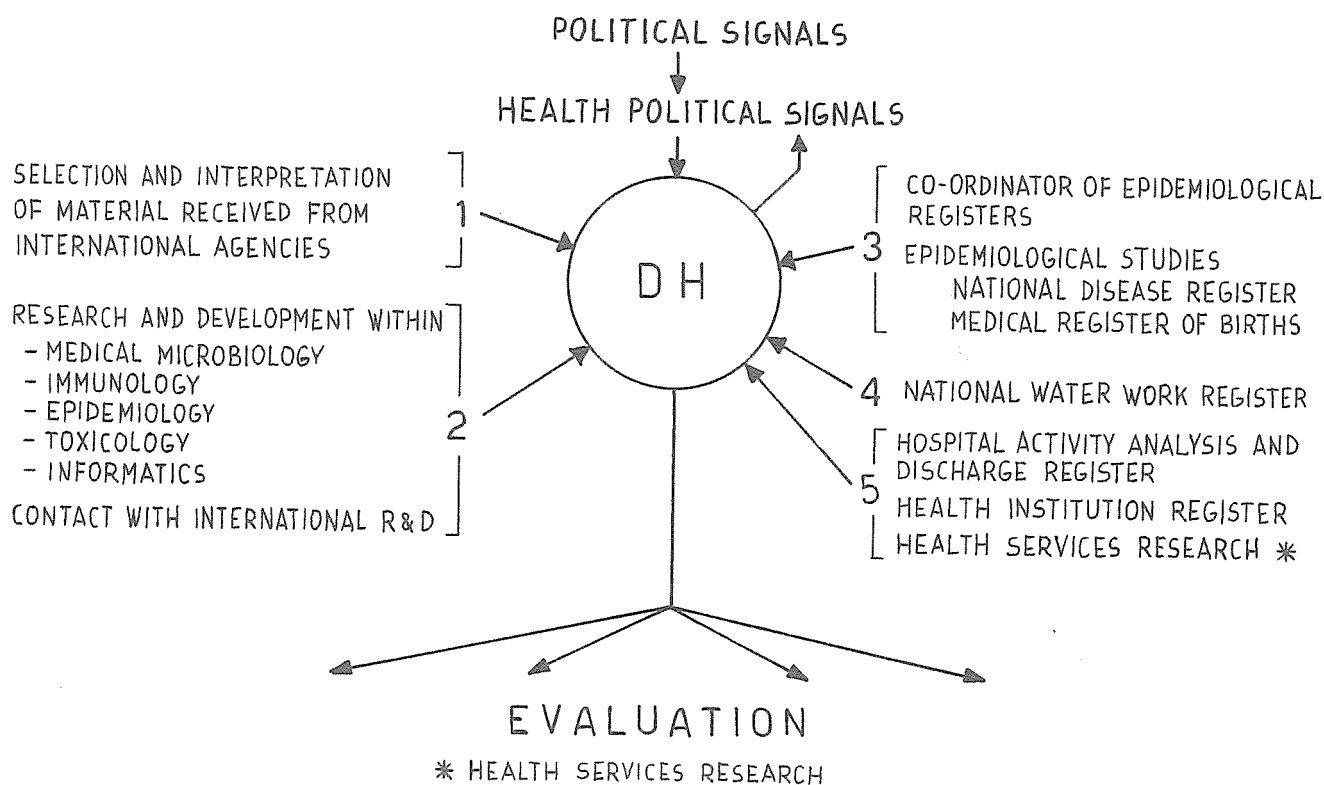 POLITICAL SIGNALS
HEALTH POLITICAL SIGNALS
SELECTION AND INTERPRETATION
OF MATERIAL RECEIVED FROM
INTERNATIONAL AGENCIES
1
RESEARCH AND DEVELOPMENT WITHIN
- MEDICAL MICROBIOLOGY
- IMMUNOLOGY
- EPIDEMIOLOGY
- TOXICOLOGY
- INFORMATICS
CONTACT WITH INTERNATIONAL R&D
2
DH
CO-ORDINATOR OF EPIDEMIOLOGICAL
REGISTERS
3
EPIDEMIOLOGICAL STUDIES
NATIONAL DISEASE REGISTER
MEDICAL REGISTER OF BIRTHS
4 NATIONAL WATER WORK REGISTER
HOSPITAL ACTIVITY ANALYSIS AND
DISCHARGE REGISTER
5
HEALTH INSTITUTION REGISTER
HEALTH SERVICES RESEARCH *
EVALUATION
* HEALTH SERVICES RESEARCH